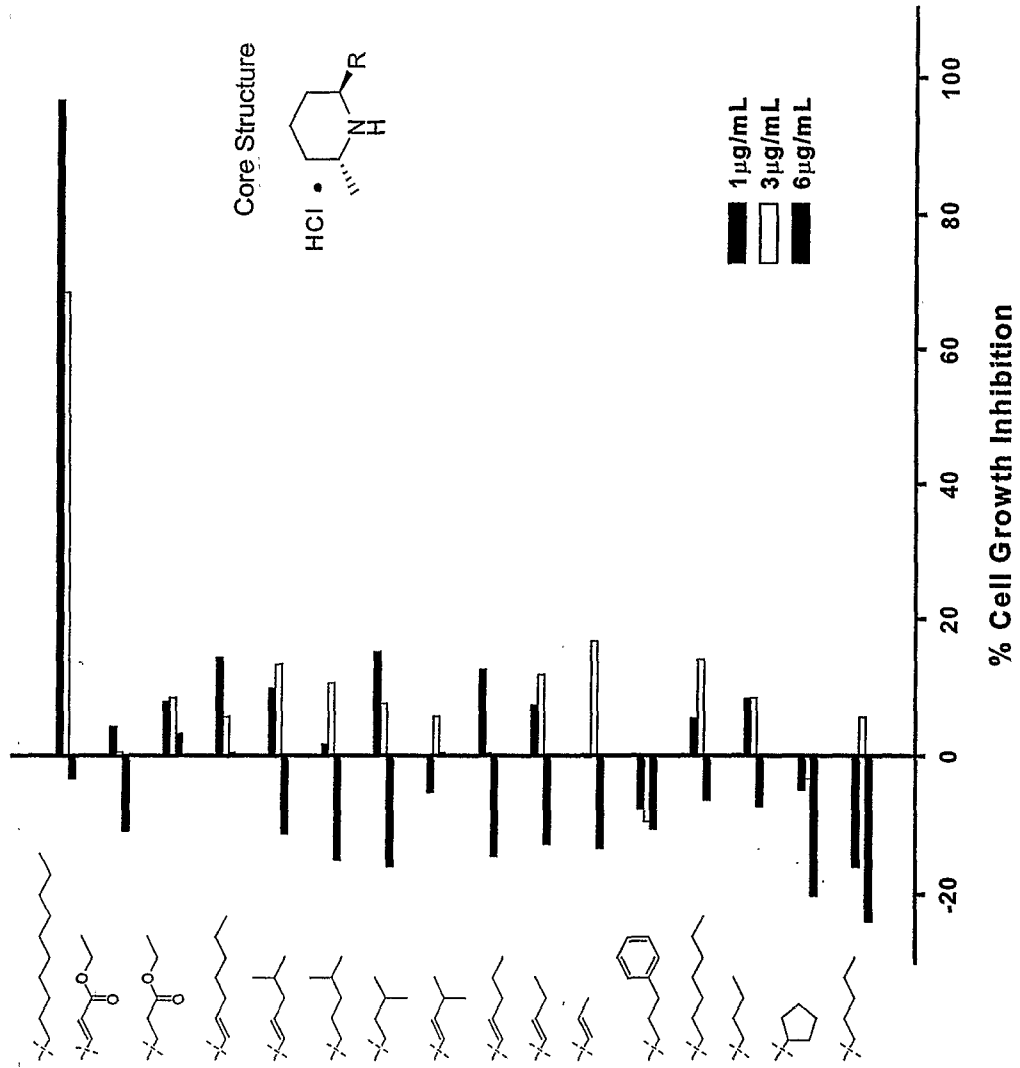 Core Structure
HCl • N H R
1µg/mL
3µg/mL
6µg/mL
100
80
60
40
20
0
-20
% Cell Growth Inhibition
O
O
O
O